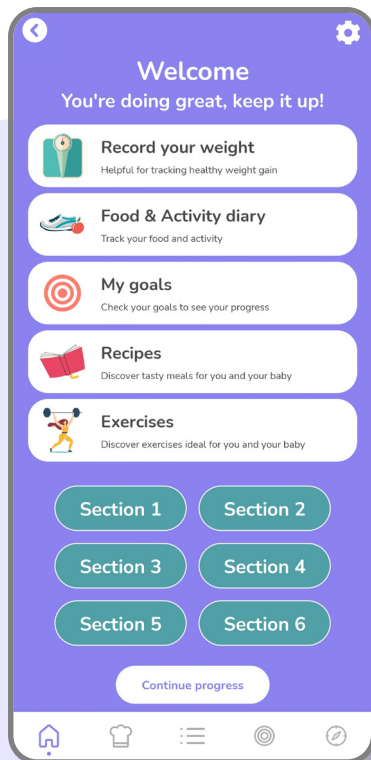 Welcome
You're doing great, keep it up!
Record your weight
Helpful for tracking healthy weight gain
Food & Activity diary
Track your food and activity
My goals
Check your goals to see your progress
Recipes
Discover tasty meals for you and your baby
Exercises
Discover exercises ideal for you and your baby
Section 1
Section 2
Section 3
Section 4
Section 5
Section 6
Continue progress